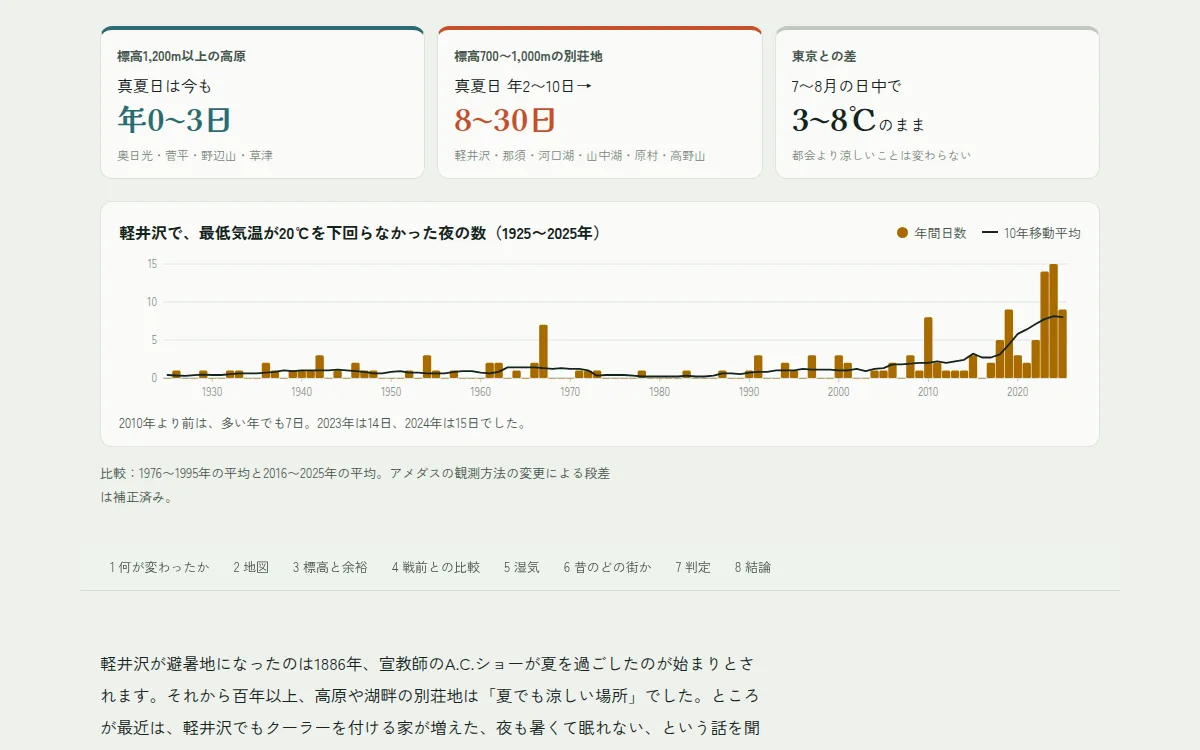 標高1,200m以上の高原
真夏日は今も
年0〜3日
奥日光・菅平・野辺山・草津
標高700〜1,000mの別荘地
真夏日 年2〜10日→
8〜30日
軽井沢・那須・河口湖・山中湖・原村・高野山
東京との差
7〜8月の日中で
3〜8℃のまま
都会より涼しいことは変わらない
軽井沢で、最低気温が20℃を下回らなかった夜の数（1925〜2025年）
年間日数
10年移動平均
15
10
5
0
1930 1940 1950 1960 1970 1980 1990 2000 2010 2020
2010年より前は、多い年でも7日。2023年は14日、2024年は15日でした。
比較：1976〜1995年の平均と2016〜2025年の平均。アメダスの観測方法の変更による段差
は補正済み。
1 何が変わったか 2 地図 3 標高と余裕 4 戦前との比較 5 湿気 6 昔のどの街か 7 判定 8 結論
軽井沢が避暑地になったのは1886年、宣教師のA.C.ショーが夏を過ごしたのが始まりとさ
れます。それから百年以上、高原や湖畔の別荘地は「夏でも涼しい場所」でした。ところ
が最近は、軽井沢でもクーラーを付ける家が増えた、夜も暑くて眠れない、という話を聞